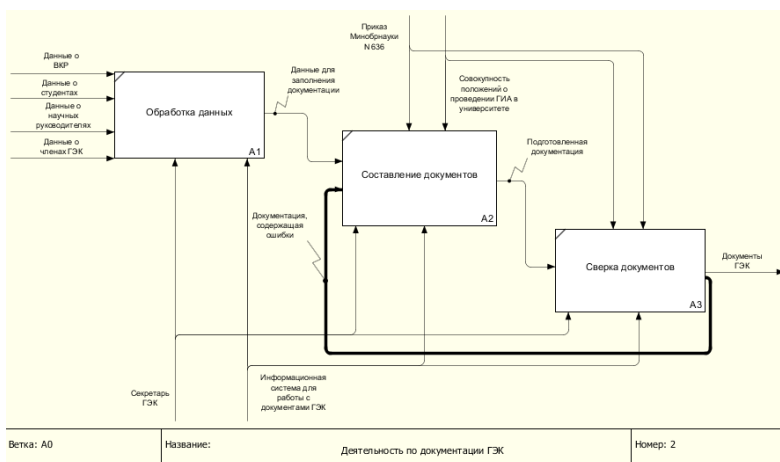 Приказ
Минобрнауки
N 636
Данные о
ВКР
Данные о
студентах
Данные о
научных
руководителях
Данные о
членах ГЭК
Обработка данных
A1
Данные для
заполнения
документации
Совокупность
положений о
проведении ГИА в
университете
Составление документов
A2
Подготовленная
документация
Документация,
содержащая
ошибки
Сверка документов
A3
Документы
ГЭК
Секретарь
ГЭК
Информационная
система для
работы с
документами ГЭК
Ветка: A0
Название:
Деятельность по документации ГЭК
Номер: 2